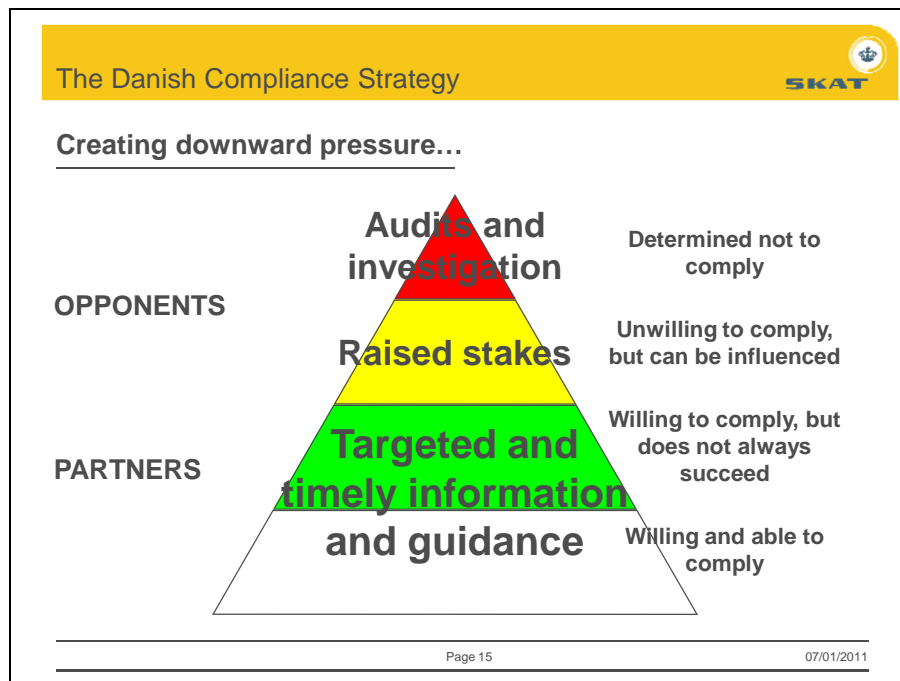 The Danish Compliance Strategy
SKAT
Creating downward pressure…
Audits and
investigation
Determined not to
comply
OPPONENTS
Raised stakes
Unwilling to comply,
but can be influenced
PARTNERS
Targeted and
timely information
and guidance
Willing to comply, but
does not always
succeed
Willing and able to
comply
Page 15
07/01/2011